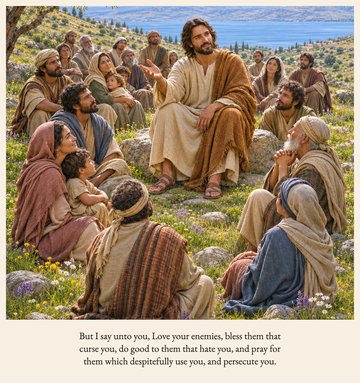 But I say unto you, Love your enemies, bless them that
curse you, do good to them that hate you, and pray for
them which despitefully use you, and persecute you.